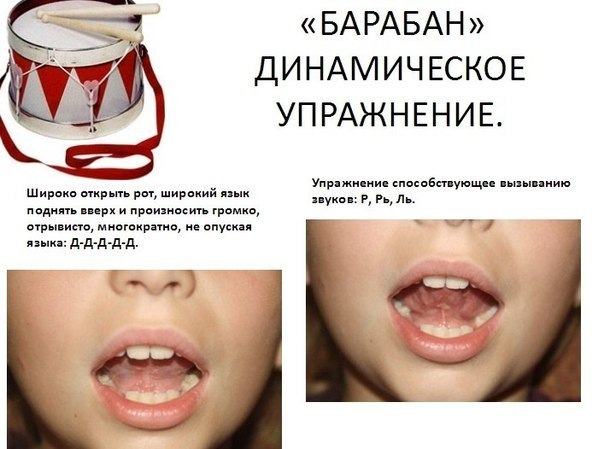 «БАРАБАН»
ДИНАМИЧЕСКОЕ
УПРАЖНЕНИЕ.
Широко открыть рот, широкий язык
поднять вверх и произносить громко,
отрывисто, многократно, не опуская
языка: Д-Д-Д-Д-Д.
Упражнение способствующее вызыванию
звуков: Р, Рь, Ль.